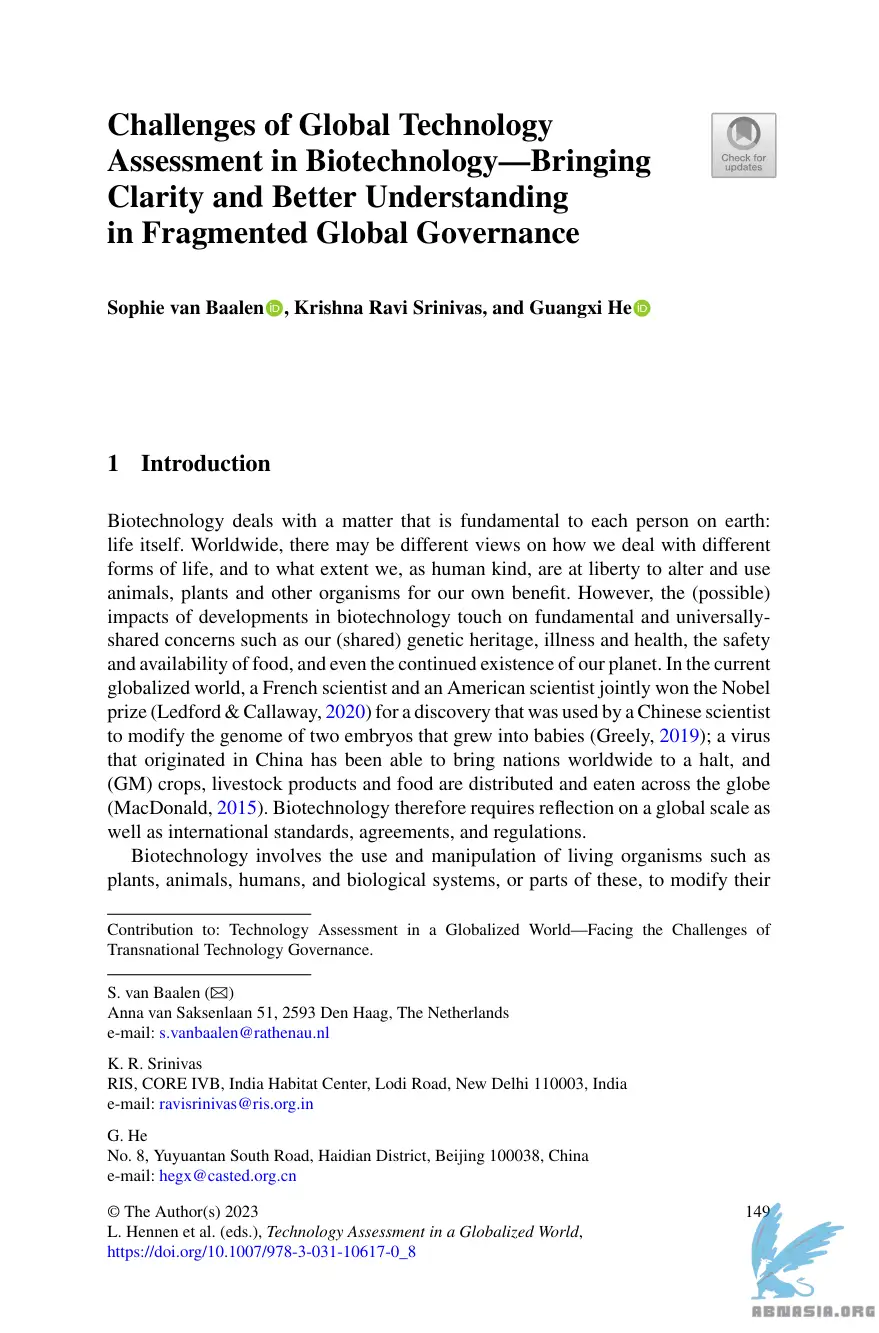 Challenges of Global Technology
Assessment in Biotechnology—Bringing
Clarity and Better Understanding
in Fragmented Global Governance
Check for
updates
Sophie van Baalen iD , Krishna Ravi Srinivas, and Guangxi He iD
1 Introduction
Biotechnology deals with a matter that is fundamental to each person on earth:
life itself. Worldwide, there may be different views on how we deal with different
forms of life, and to what extent we, as human kind, are at liberty to alter and use
animals, plants and other organisms for our own benefit. However, the (possible)
impacts of developments in biotechnology touch on fundamental and universally-
shared concerns such as our (shared) genetic heritage, illness and health, the safety
and availability of food, and even the continued existence of our planet. In the current
globalized world, a French scientist and an American scientist jointly won the Nobel
prize (Ledford & Callaway, 2020) for a discovery that was used by a Chinese scientist
to modify the genome of two embryos that grew into babies (Greely, 2019); a virus
that originated in China has been able to bring nations worldwide to a halt, and
(GM) crops, livestock products and food are distributed and eaten across the globe
(MacDonald, 2015). Biotechnology therefore requires reflection on a global scale as
well as international standards, agreements, and regulations.
Biotechnology involves the use and manipulation of living organisms such as
plants, animals, humans, and biological systems, or parts of these, to modify their
Contribution to: Technology Assessment in a Globalized World—Facing the Challenges of
Transnational Technology Governance.
S. van Baalen (✉)
Anna van Saksenlaan 51, 2593 Den Haag, The Netherlands
e-mail: s.vanbaalen@rathenau.nl
K. R. Srinivas
RIS, CORE IVB, India Habitat Center, Lodi Road, New Delhi 110003, India
e-mail: ravisrinivas@ris.org.in
G. He
No. 8, Yuyuantan South Road, Haidian District, Beijing 100038, China
e-mail: hegx@casted.org.cn
© The Author(s) 2023 149
L. Hennen et al. (eds.), Technology Assessment in a Globalized World,
https://doi.org/10.1007/978-3-031-10617-0_8
ABNASIA.ORG